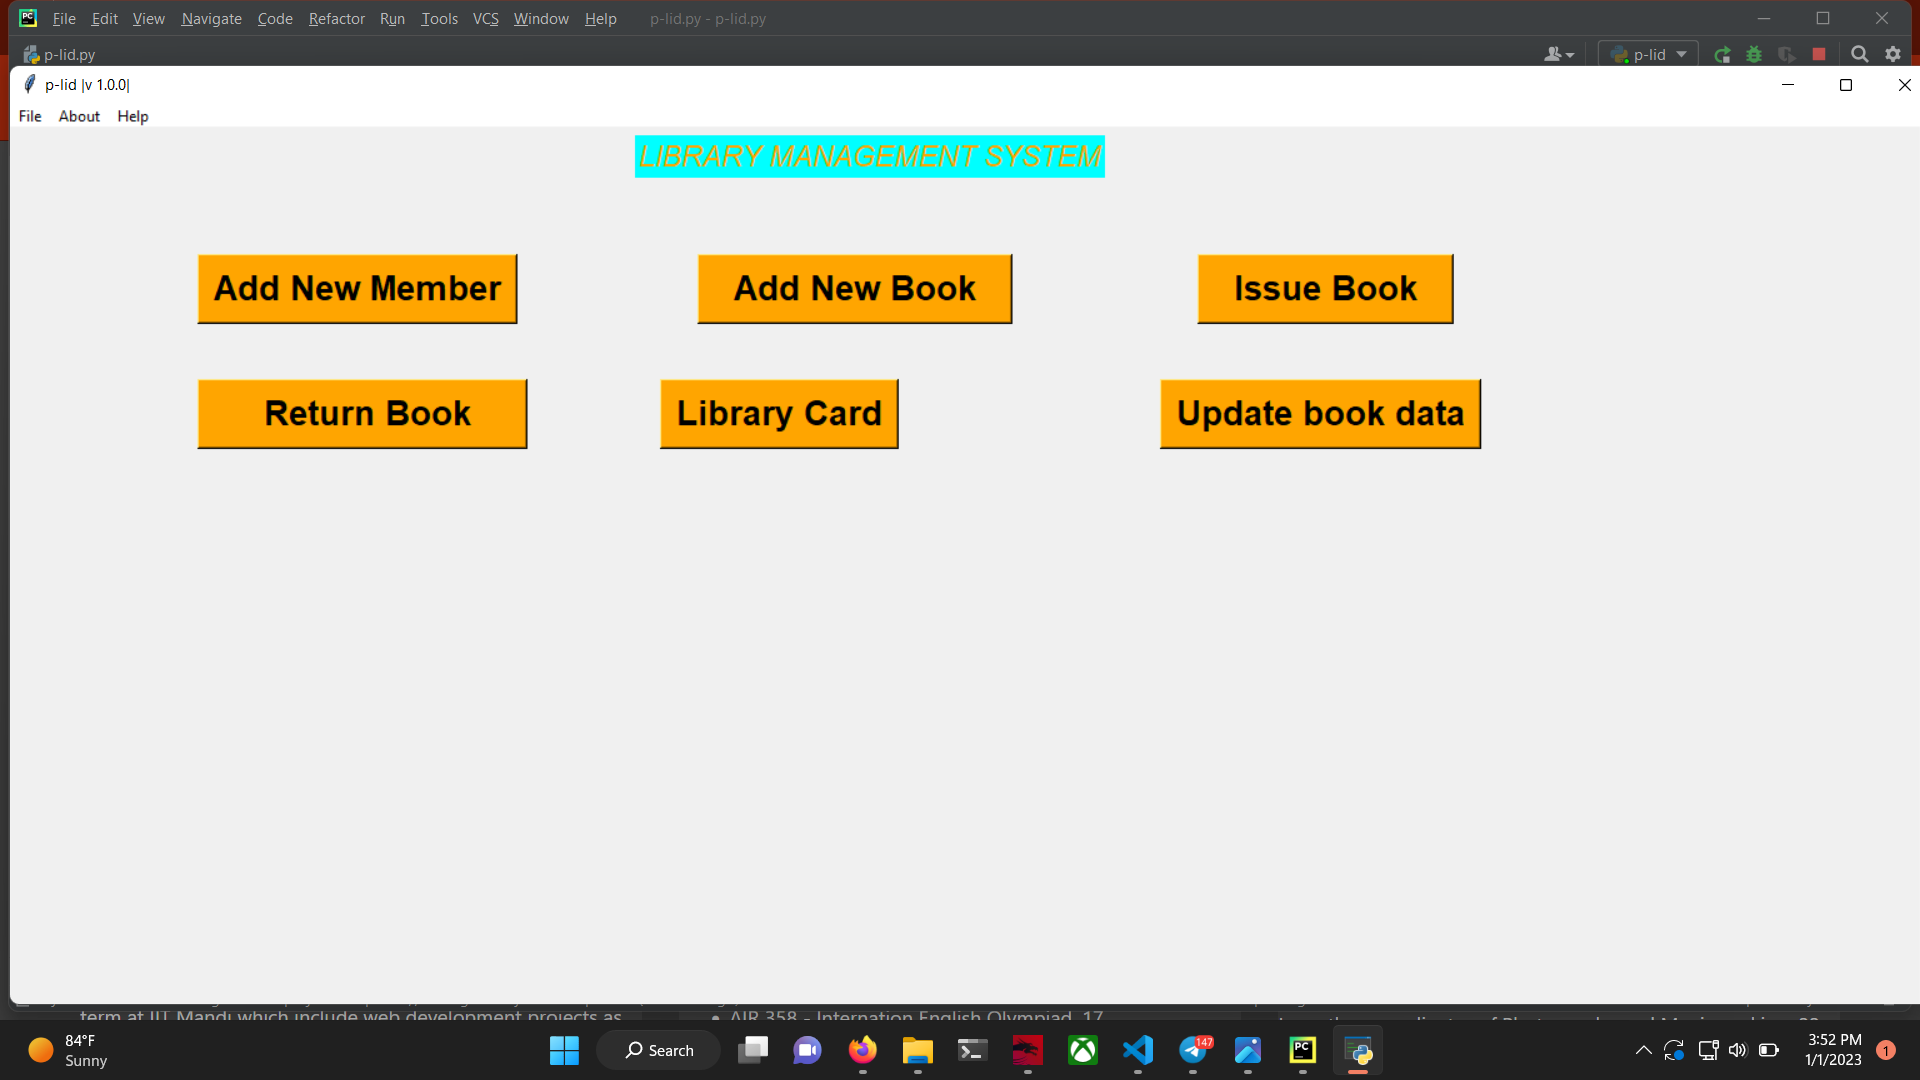 File Edit View Navigate Code Refactor Run Tools VCS Window Help p-lid.py - p-lid.py
p-lid.py p-lid
p-lid |v 1.0.0|
File About Help
LIBRARY MANAGEMENT SYSTEM
Add New Member Add New Book Issue Book
Return Book Library Card Update book data
term at IIT Mandi which include web development projects as
AIR 358 - Internation English Olympiad, 17
84°F
Sunny
Search
147
3:52 PM
1/1/2023
1